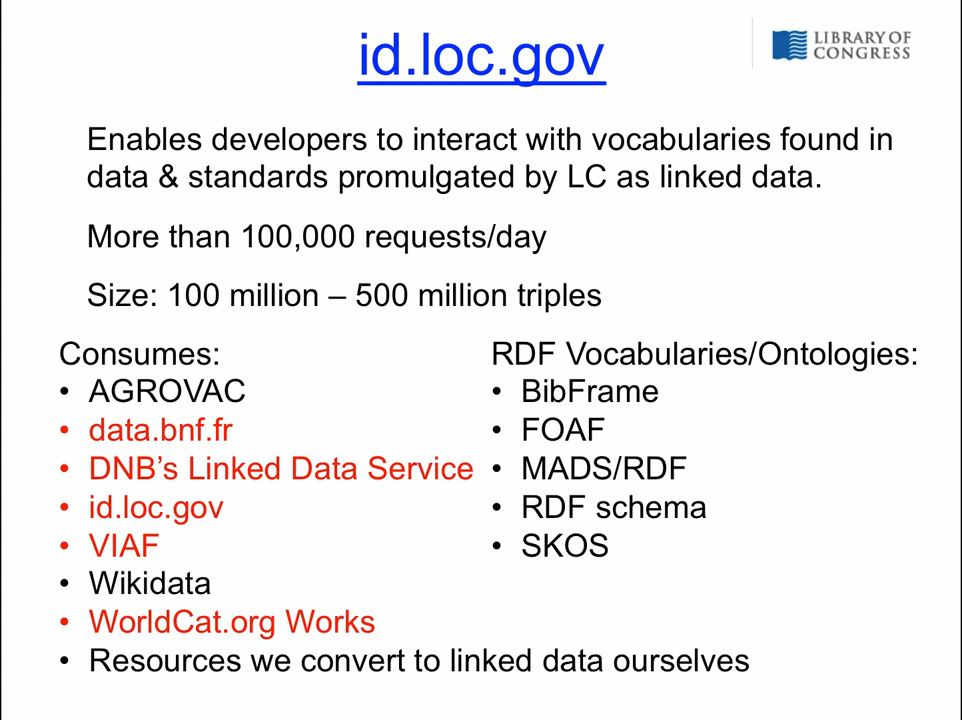 id.loc.gov
LIBRARY OF
CONGRESS
Enables developers to interact with vocabularies found in
data & standards promulgated by LC as linked data.
More than 100,000 requests/day
Size: 100 million – 500 million triples
Consumes:
• AGROVAC
• data.bnf.fr
• DNB’s Linked Data Service
• id.loc.gov
• VIAF
• Wikidata
• WorldCat.org Works
• Resources we convert to linked data ourselves
RDF Vocabularies/Ontologies:
• BibFrame
• FOAF
• MADS/RDF
• RDF schema
• SKOS